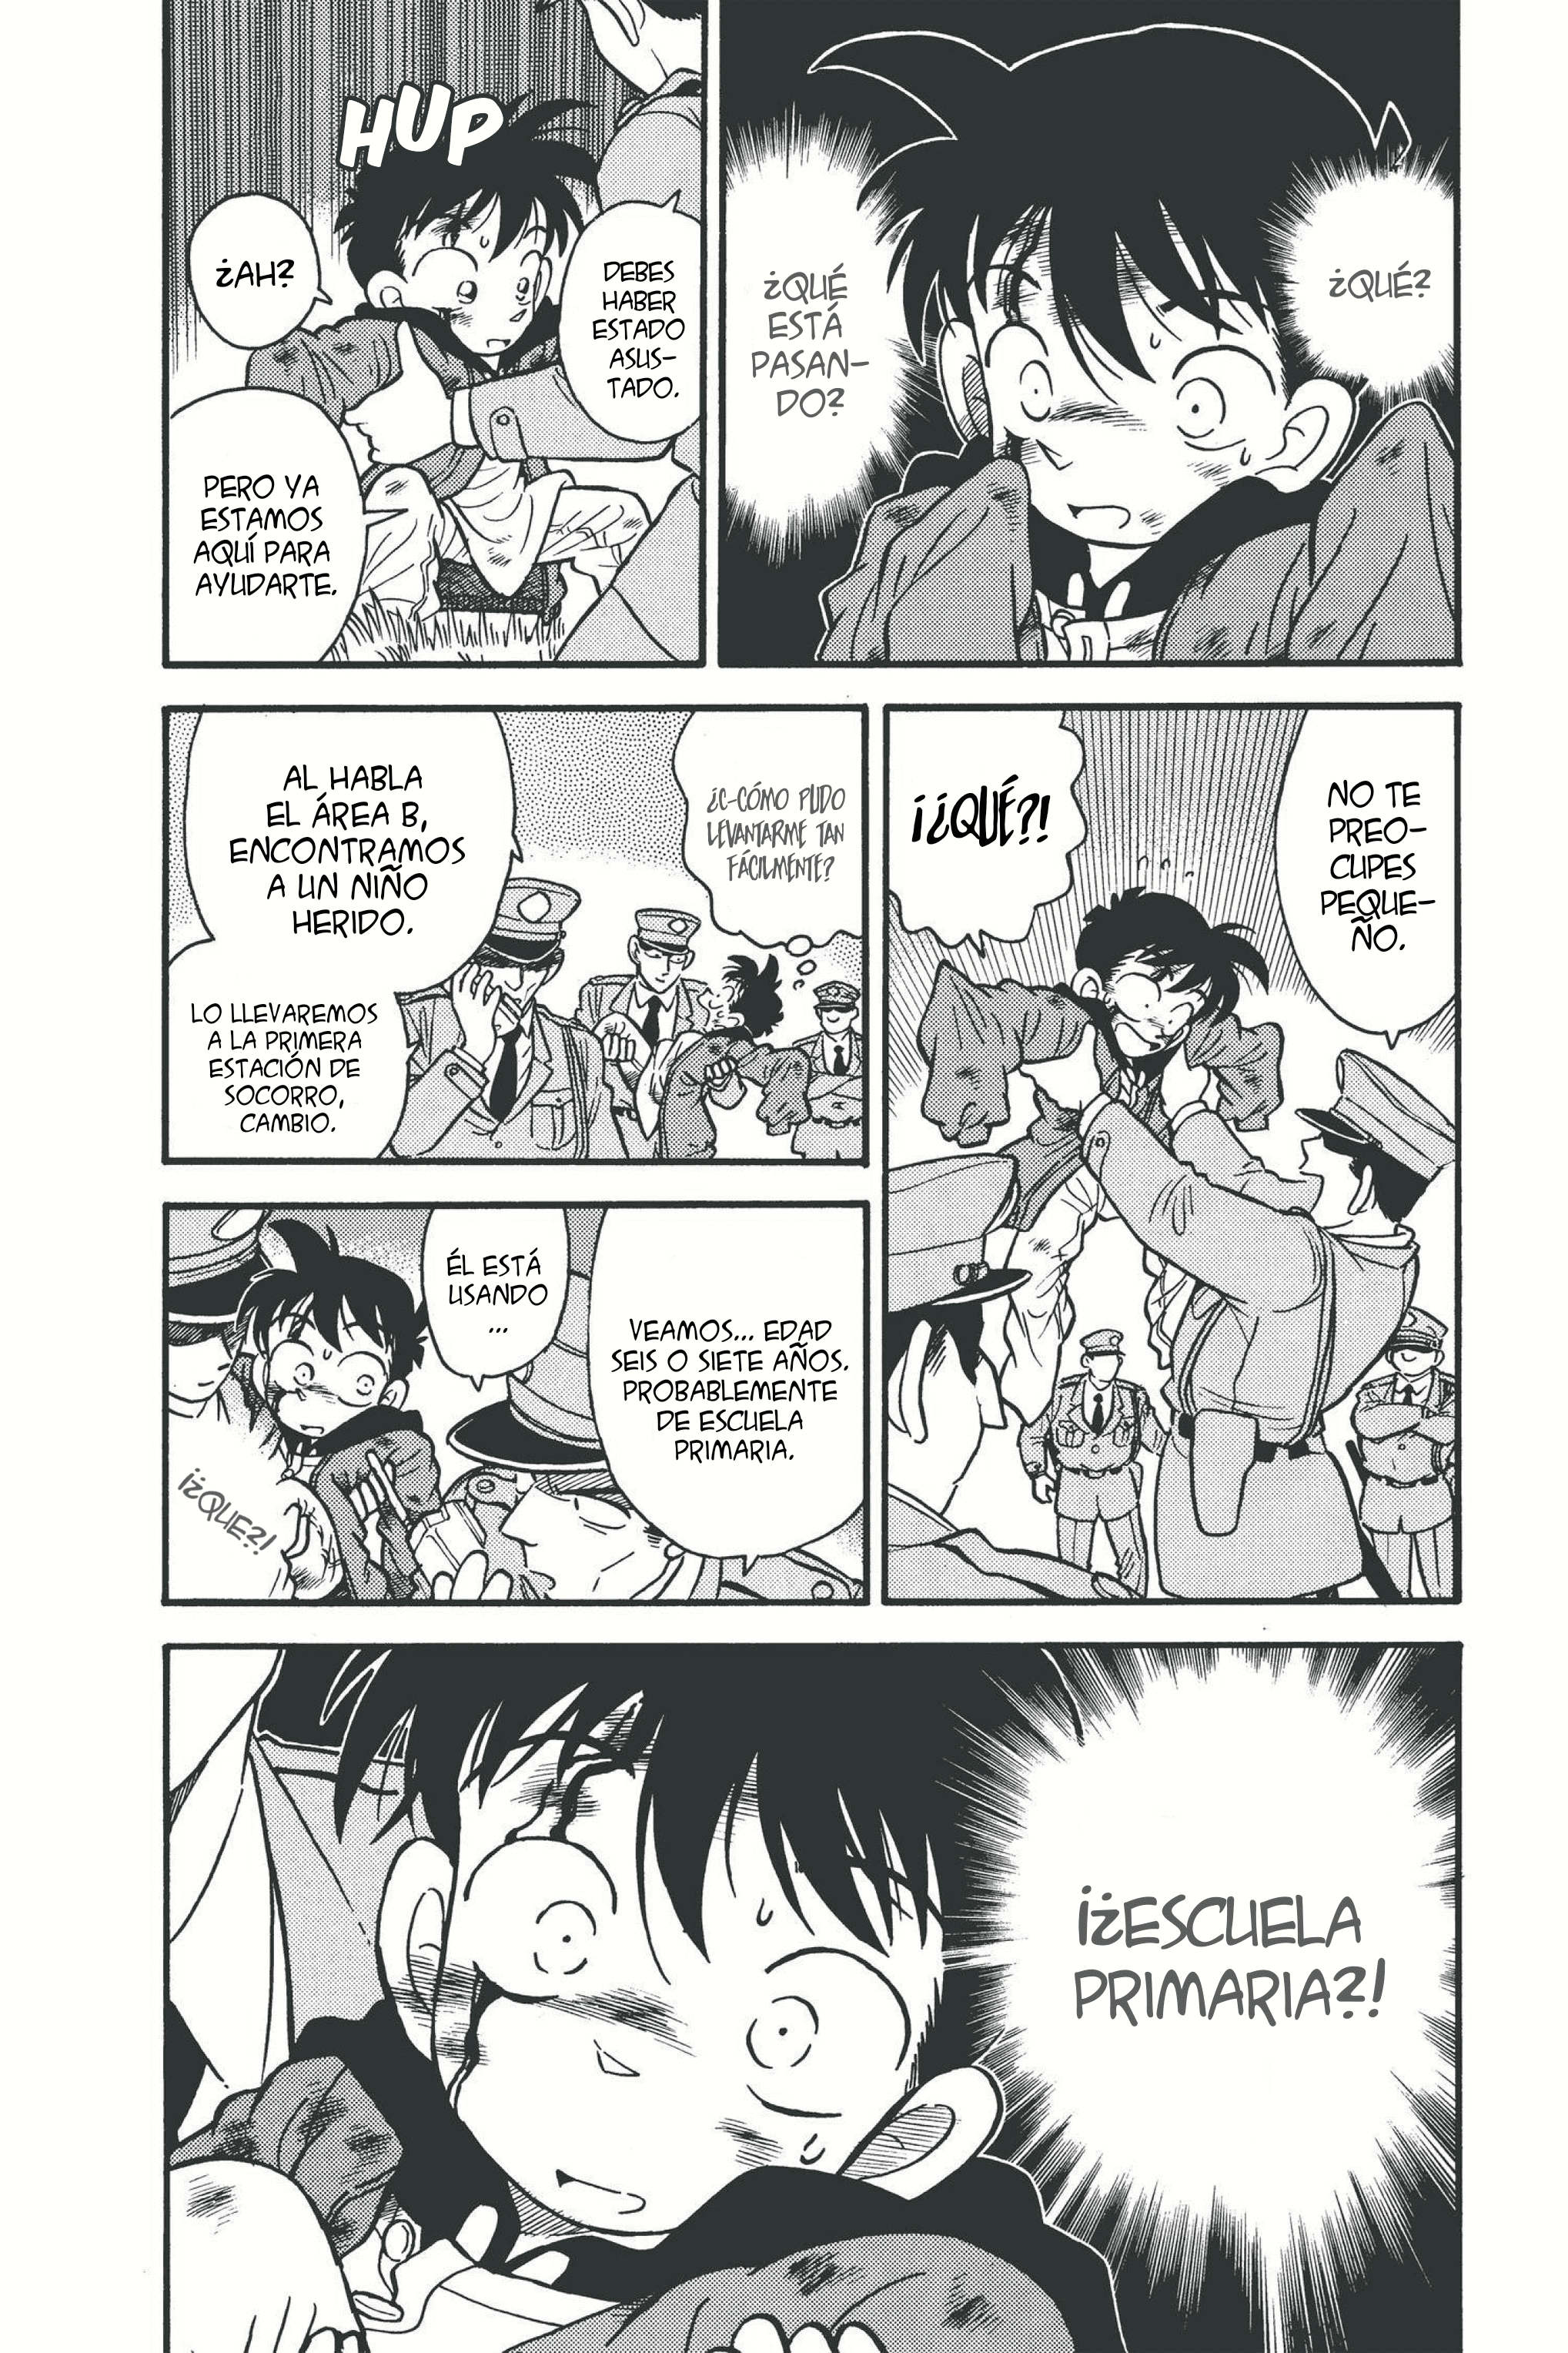 ¿QUÉ?
¿QUÉ
ESTÁ
PASAN-
DO?
HUP
DEBES
HABER
ESTADO
ASUS-
TADO.
¿AH?
PERO YA
ESTAMOS
AQUÍ PARA
AYUDARTE.
NO TE
PREO-
CUPES
PEQUE-
ÑO.
¡¿QUÉ?!
¿C-CÓMO PUDO
LEVANTARME TAN
FÁCILMENTE?
AL HABLA
EL ÁREA B,
ENCONTRAMOS
A UN NIÑO
HERIDO.
LO LLEVAREMOS
A LA PRIMERA
ESTACIÓN DE
SOCORRO,
CAMBIO.
VEAMOS... EDAD
SEIS O SIETE AÑOS.
PROBABLEMENTE
DE ESCUELA
PRIMARIA.
ÉL ESTÁ
USANDO
...
¡¿QUE?!
¡¿ESCUELA
PRIMARIA?!